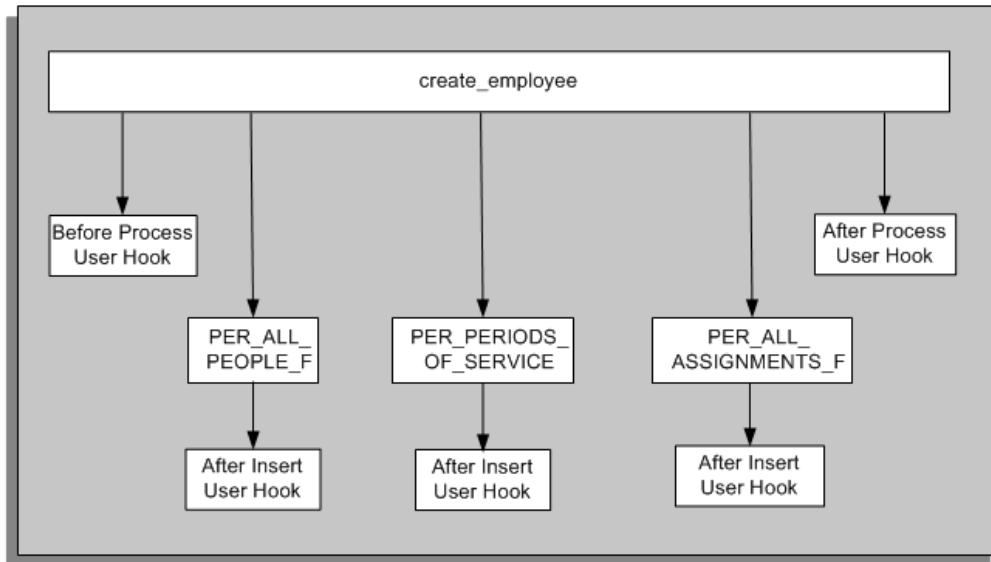 create_employee
Before Process
User Hook
After Process
User Hook
PER_ALL_
PEOPLE_F
PER_PERIODS_
OF_SERVICE
PER_ALL_
ASSIGNMENTS_F
After Insert
User Hook
After Insert
User Hook
After Insert
User Hook